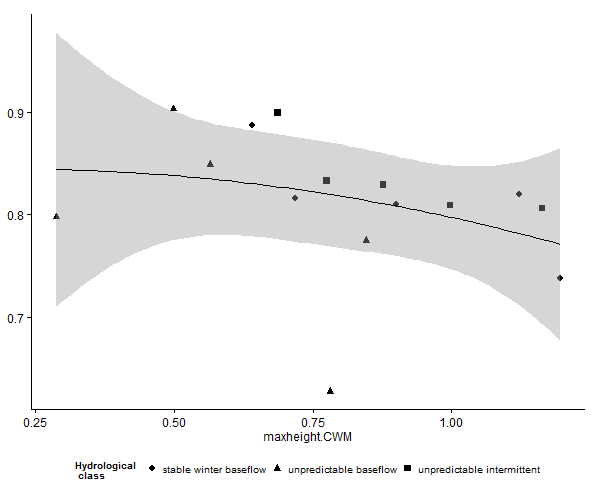 0.9
0.8
0.7
0.25 0.50 0.75 1.00
maxheight.CWM
Hydrological
class
stable winter baseflow unpredictable baseflow unpredictable intermittent